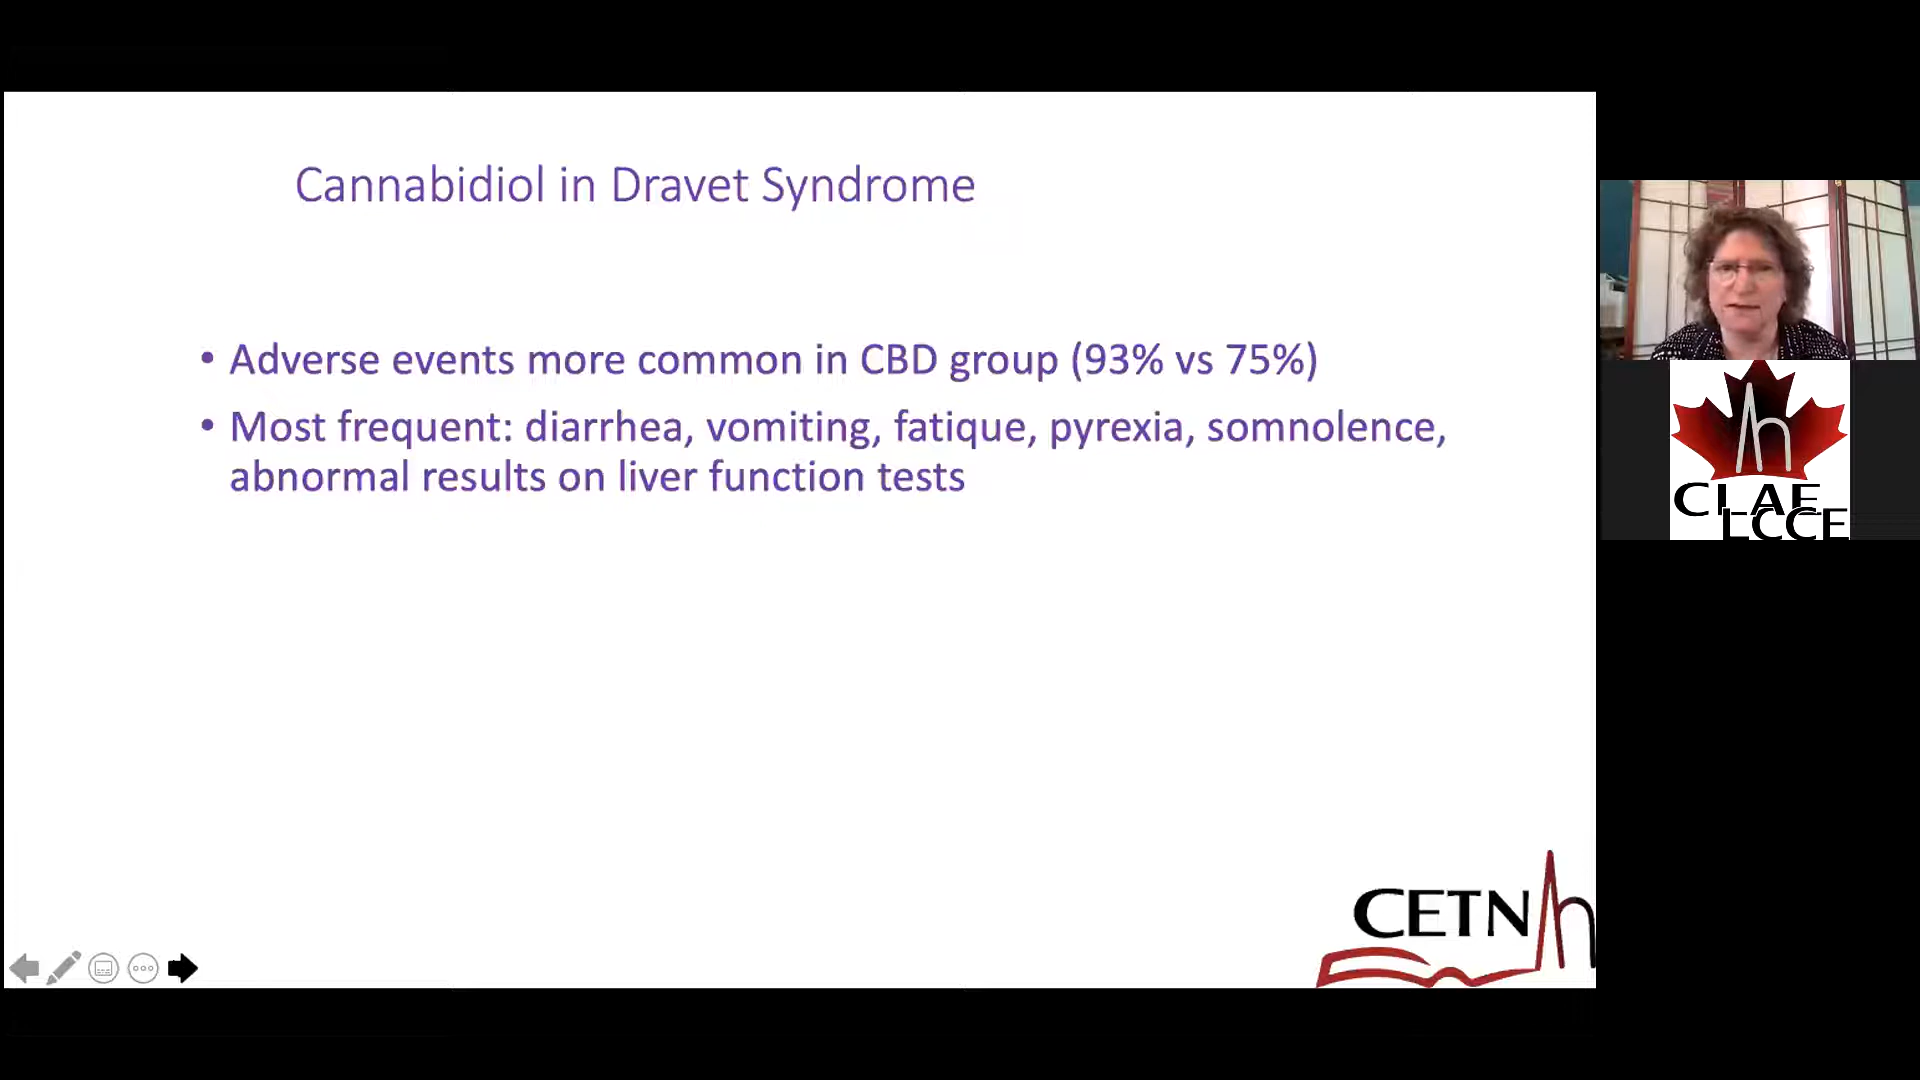 Cannabidiol in Dravet Syndrome
• Adverse events more common in CBD group (93% vs 75%)
• Most frequent: diarrhea, vomiting, fatique, pyrexia, somnolence,
abnormal results on liver function tests
CLAE
LCCE
CETN